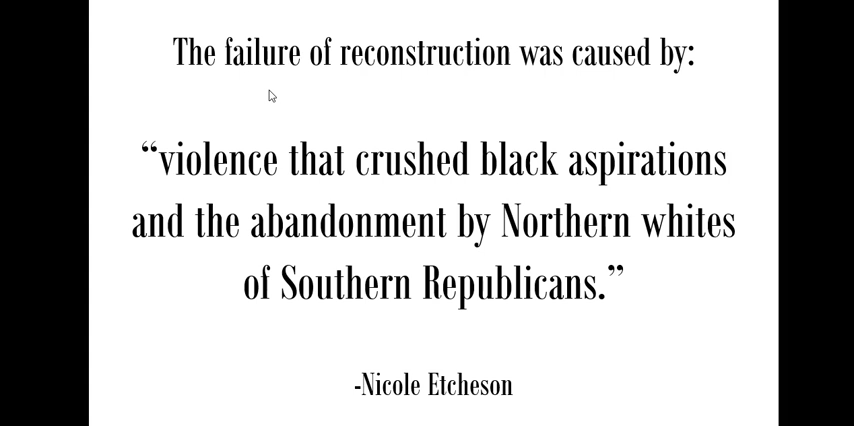 The failure of reconstruction was caused by:
“violence that crushed black aspirations
and the abandonment by Northern whites
of Southern Republicans.”
-Nicole Etcheson